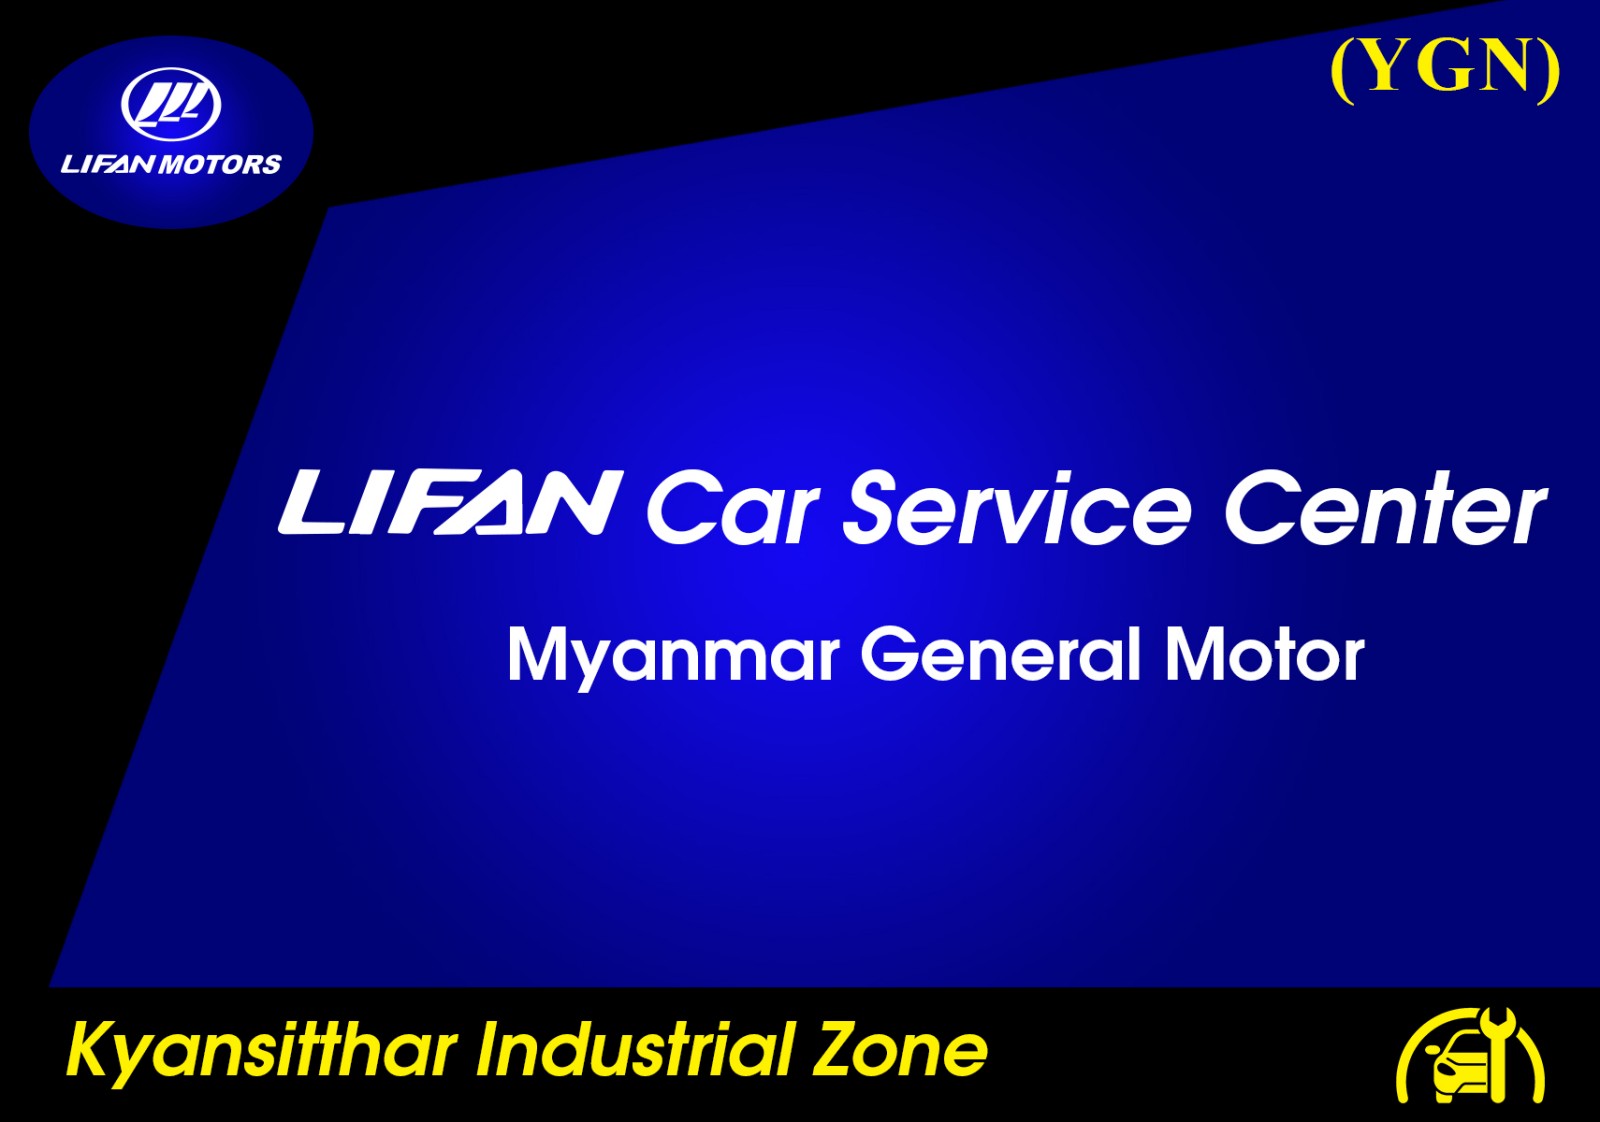 (YGN)
LIFAN MOTORS
LIFAN Car Service Center
Myanmar General Motor
Kyansitthar Industrial Zone